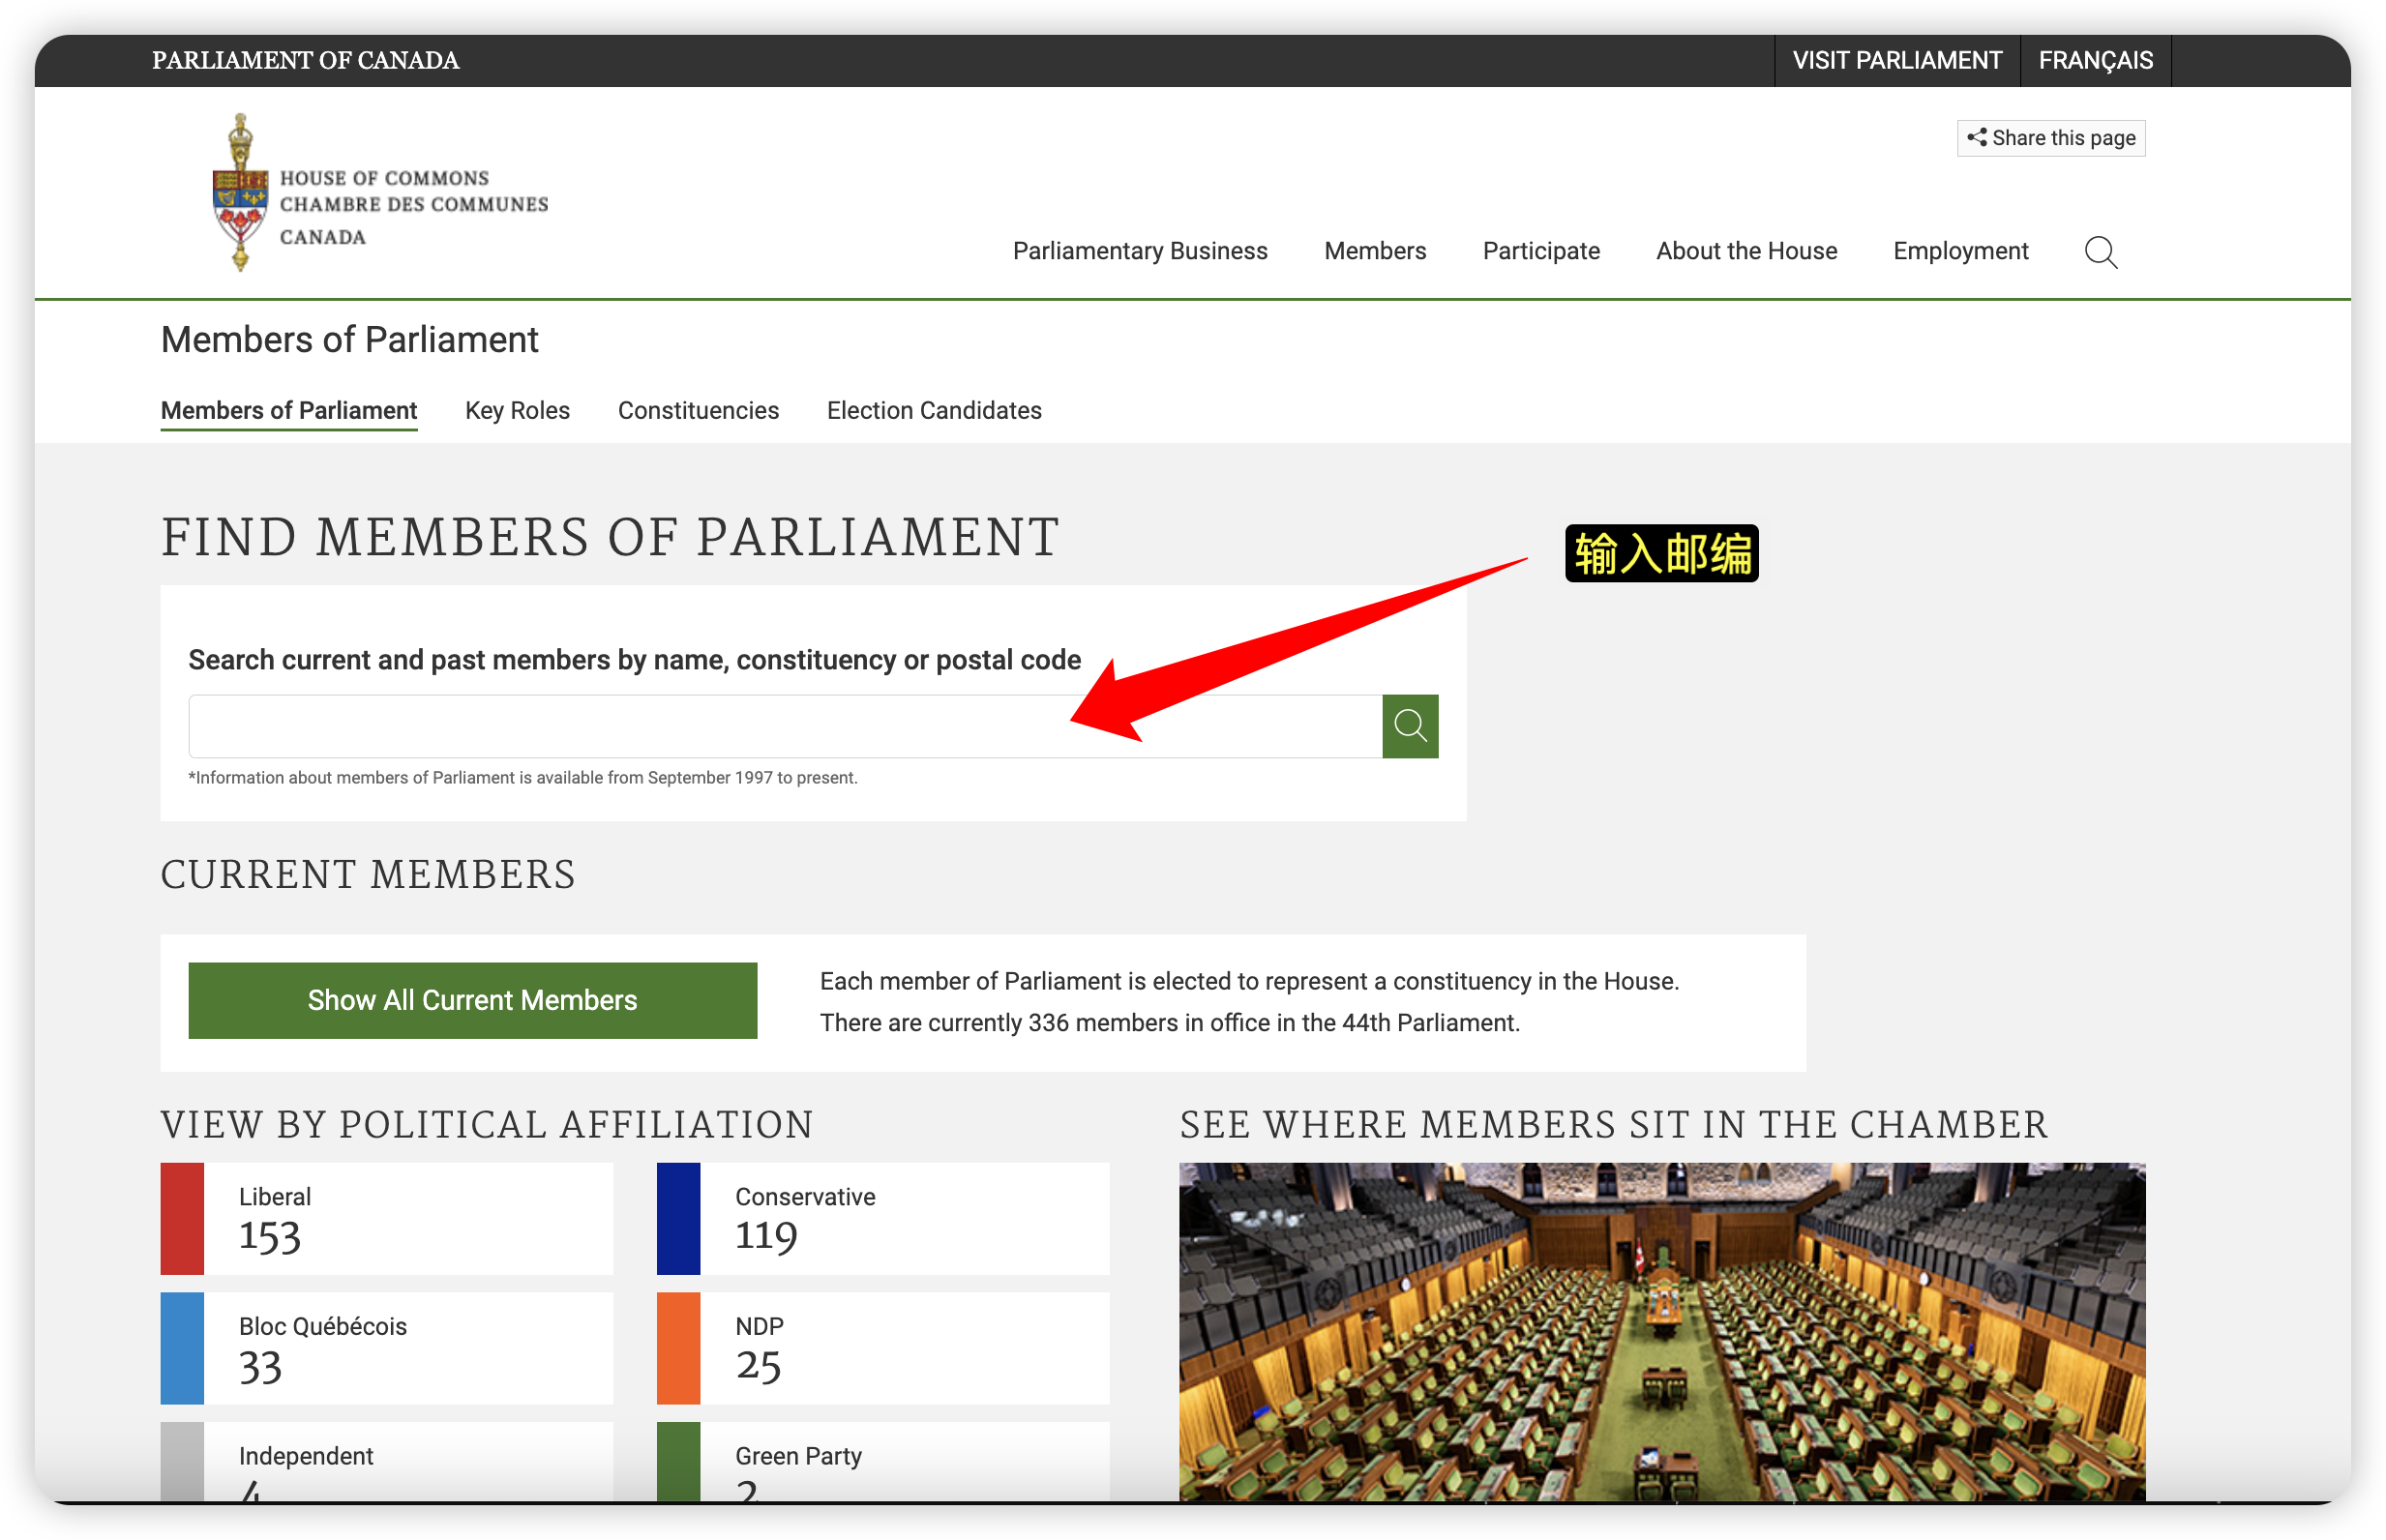 PARLIAMENT OF CANADA
VISIT PARLIAMENT
FRANÇAIS
HOUSE OF COMMONS
CHAMBRE DES COMMUNES
CANADA
Share this page
Parliamentary Business
Members
Participate
About the House
Employment
Members of Parliament
Members of Parliament
Key Roles
Constituencies
Election Candidates
FIND MEMBERS OF PARLIAMENT
输入邮编
Search current and past members by name, constituency or postal code
*Information about members of Parliament is available from September 1997 to present.
CURRENT MEMBERS
Show All Current Members
Each member of Parliament is elected to represent a constituency in the House.
There are currently 336 members in office in the 44th Parliament.
VIEW BY POLITICAL AFFILIATION
Liberal
153
Conservative
119
Bloc Québécois
33
NDP
25
Independent
4
Green Party
2
SEE WHERE MEMBERS SIT IN THE CHAMBER